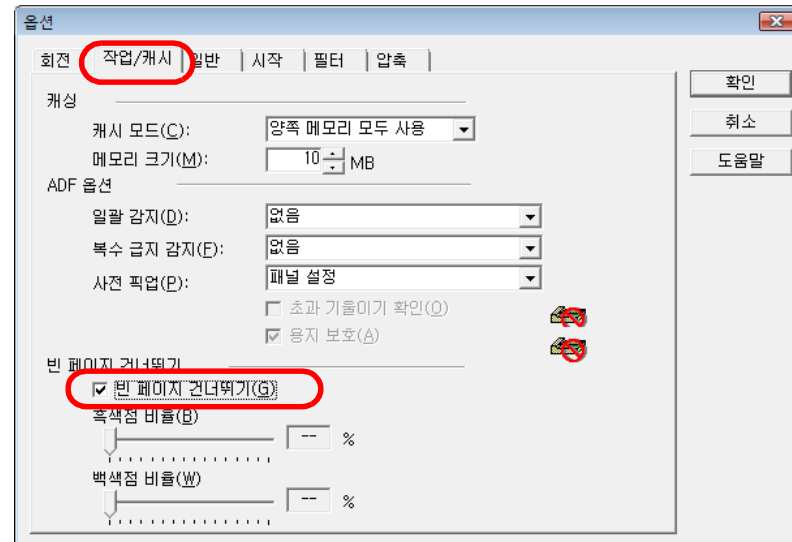 옵션
회전 작업/캐시 일반 시작 필터 압축
확인
취소
도움말
캐싱
캐시 모드(C): 양쪽 메모리 모두 사용
메모리 크기(M): 10 MB
ADF 옵션
일괄 감지(D): 없음
복수 급지 감지(F): 없음
사전 픽업(P): 패널 설정
초과 기울이기 확인(O)
용지 보호(A)
빈 페이지 건너뛰기
빈 페이지 건너뛰기(G)
흑색점 비율(B)
-- %
백색점 비율(W)
-- %